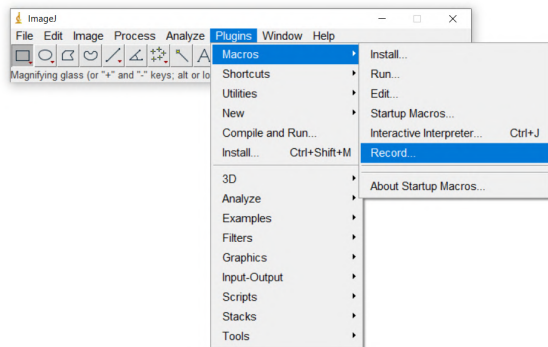 ImageJ
File Edit Image Process Analyze Plugins Window Help
A
Magnifying glass (or "+" and "-" keys; alt or lo
Macros
Shortcuts
Utilities
New
Compile and Run...
Install... Ctrl+Shift+M
3D
Analyze
Examples
Filters
Graphics
Input-Output
Scripts
Stacks
Tools
Install...
Run...
Edit...
Startup Macros...
Interactive Interpreter... Ctrl+J
Record...
About Startup Macros...